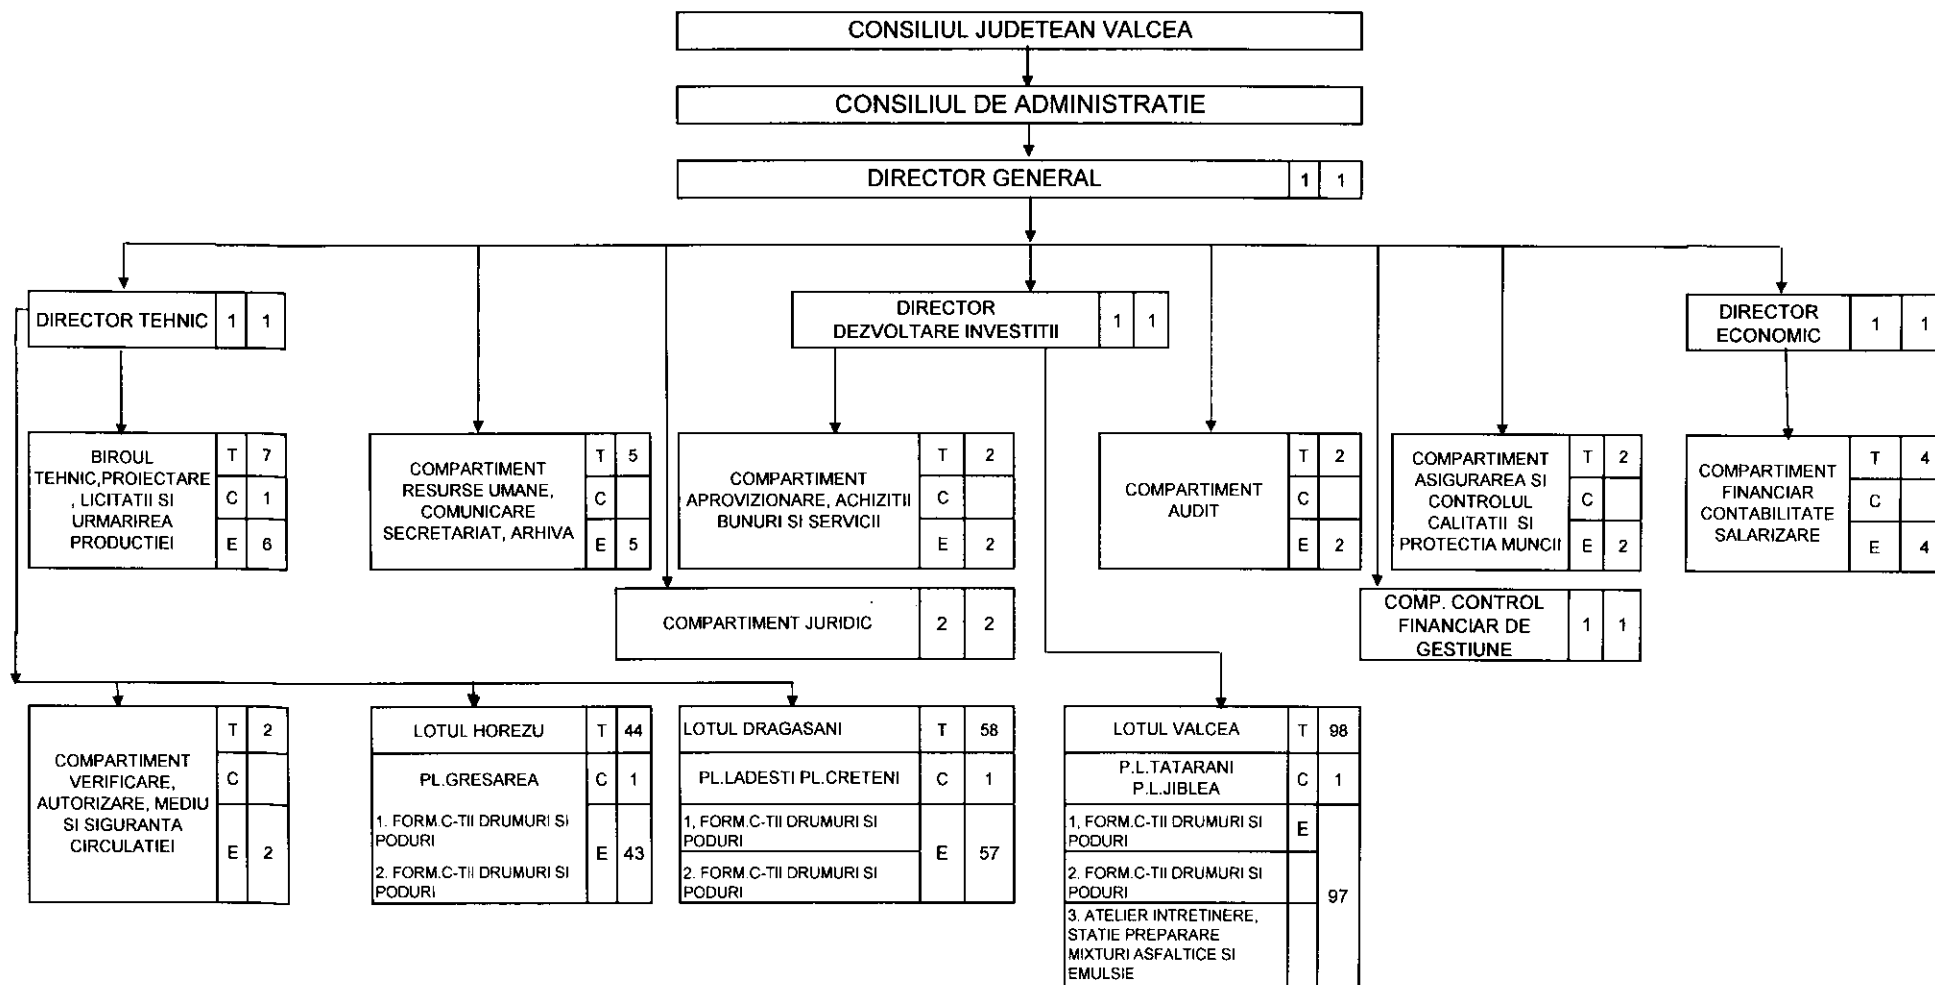 CONSILIUL JUDETEAN VALCEA
CONSILIUL DE ADMINISTRATIE
DIRECTOR GENERAL 1 1
DIRECTOR TEHNIC 1 1
DIRECTOR
DEZVOLTARE INVESTITII 1 1
DIRECTOR
ECONOMIC 1 1
BIROUL
TEHNIC,PROIECTARE
, LICITATII SI
URMARIREA
PRODUCTIEI
T 7
C 1
E 6
COMPARTIMENT
RESURSE UMANE,
COMUNICARE
SECRETARIAT, ARHIVA
T 5
C
E 5
COMPARTIMENT
APROVIZIONARE, ACHIZITII
BUNURI SI SERVICII
T 2
C
E 2
COMPARTIMENT
AUDIT
T 2
C
E 2
COMPARTIMENT
ASIGURAREA SI
CONTROLUL
CALITATII SI
PROTECTIA MUNCII
T 2
C
E 2
COMPARTIMENT
FINANCIAR
CONTABILITATE
SALARIZARE
T 4
C
E 4
COMPARTIMENT JURIDIC 2 2
COMP. CONTROL
FINANCIAR DE
GESTIUNE
1 1
COMPARTIMENT
VERIFICARE,
AUTORIZARE, MEDIU
SI SIGURANTA
CIRCULATIEI
T 2
C
E 2
LOTUL HOREZU T 44
PL.GRESAREA C 1
1. FORM.C-TII DRUMURI SI
PODURI
2. FORM.C-TII DRUMURI SI
PODURI
E 43
LOTUL DRAGASANI T 58
PL.LADESTI PL.CRETENI C 1
1, FORM.C-TII DRUMURI SI
PODURI
2. FORM.C-TII DRUMURI SI
PODURI
E 57
LOTUL VALCEA T 98
P.L.TATARANI
P.L.JIBLEA
C 1
1, FORM.C-TII DRUMURI SI
PODURI
E
2. FORM.C-TII DRUMURI SI
PODURI
97
3. ATELIER INTRETINERE,
STATIE PREPARARE
MIXTURI ASFALTICE SI
EMULSIE